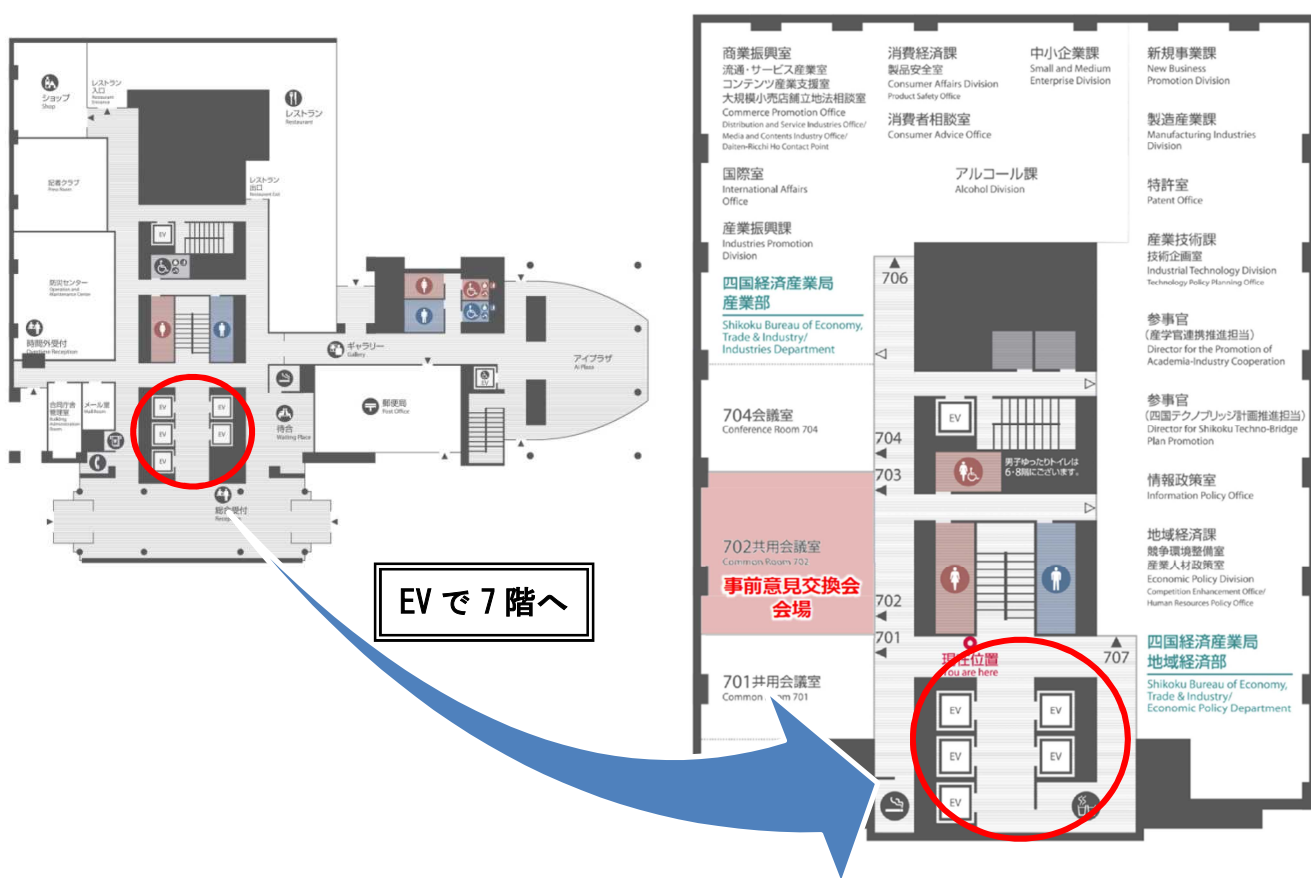 ショップ
Shop
レストラン
入口
Restaurant
Entrance
レストラン
Restaurant
記者クラブ
Press Room
レストラン
出口
Restaurant Exit
EV
防災センター
Operation and
Maintenance Center
時間外受付
Overtime Reception
ギャラリー
Gallery
アイプラザ
Ai Plaza
合同庁舎
管理室
Building
Administration
Room
メール室
Mail Room
EV
EV
EV
EV
EV
待合
Waiting Place
郵便局
Post Office
EV
総合受付
EVで7階へ
商業振興室
流通・サービス産業室
コンテンツ産業支援室
大規模小売店舗立地法相談室
Commerce Promotion Office
Distribution and Service Industries Office/
Media and Contents Industry Office/
Daiten-Ricchi Ho Contact Point
消費経済課
製品安全室
Consumer Affairs Division
Product Safety Office
消費者相談室
Consumer Advice Office
中小企業課
Small and Medium
Enterprise Division
新規事業課
New Business
Promotion Division
製造産業課
Manufacturing Industries
Division
国際室
International Affairs
Office
アルコール課
Alcohol Division
特許室
Patent Office
産業振興課
Industries Promotion
Division
産業技術課
技術企画室
Industrial Technology Division
Technology Policy Planning Office
四国経済産業局
産業部
Shikoku Bureau of Economy,
Trade & Industry/
Industries Department
706
参事官
(産学官連携推進担当)
Director for the Promotion of
Academia-Industry Cooperation
参事官
(四国テクノブリッジ計画推進担当)
Director for Shikoku Techno-Bridge
Plan Promotion
704会議室
Conference Room 704
704
703
EV
男子ゆったりトイレは
6・8階にございます。
情報政策室
Information Policy Office
702共用会議室
Common Room 702
事前意見交換会
会場
702
701
地域経済課
競争環境整備室
産業人材政策室
Economic Policy Division
Competition Enhancement Office/
Human Resources Policy Office
現在位置
You are here
707
四国経済産業局
地域経済部
Shikoku Bureau of Economy,
Trade & Industry/
Economic Policy Department
701共用会議室
EV
EV
EV
EV
EV